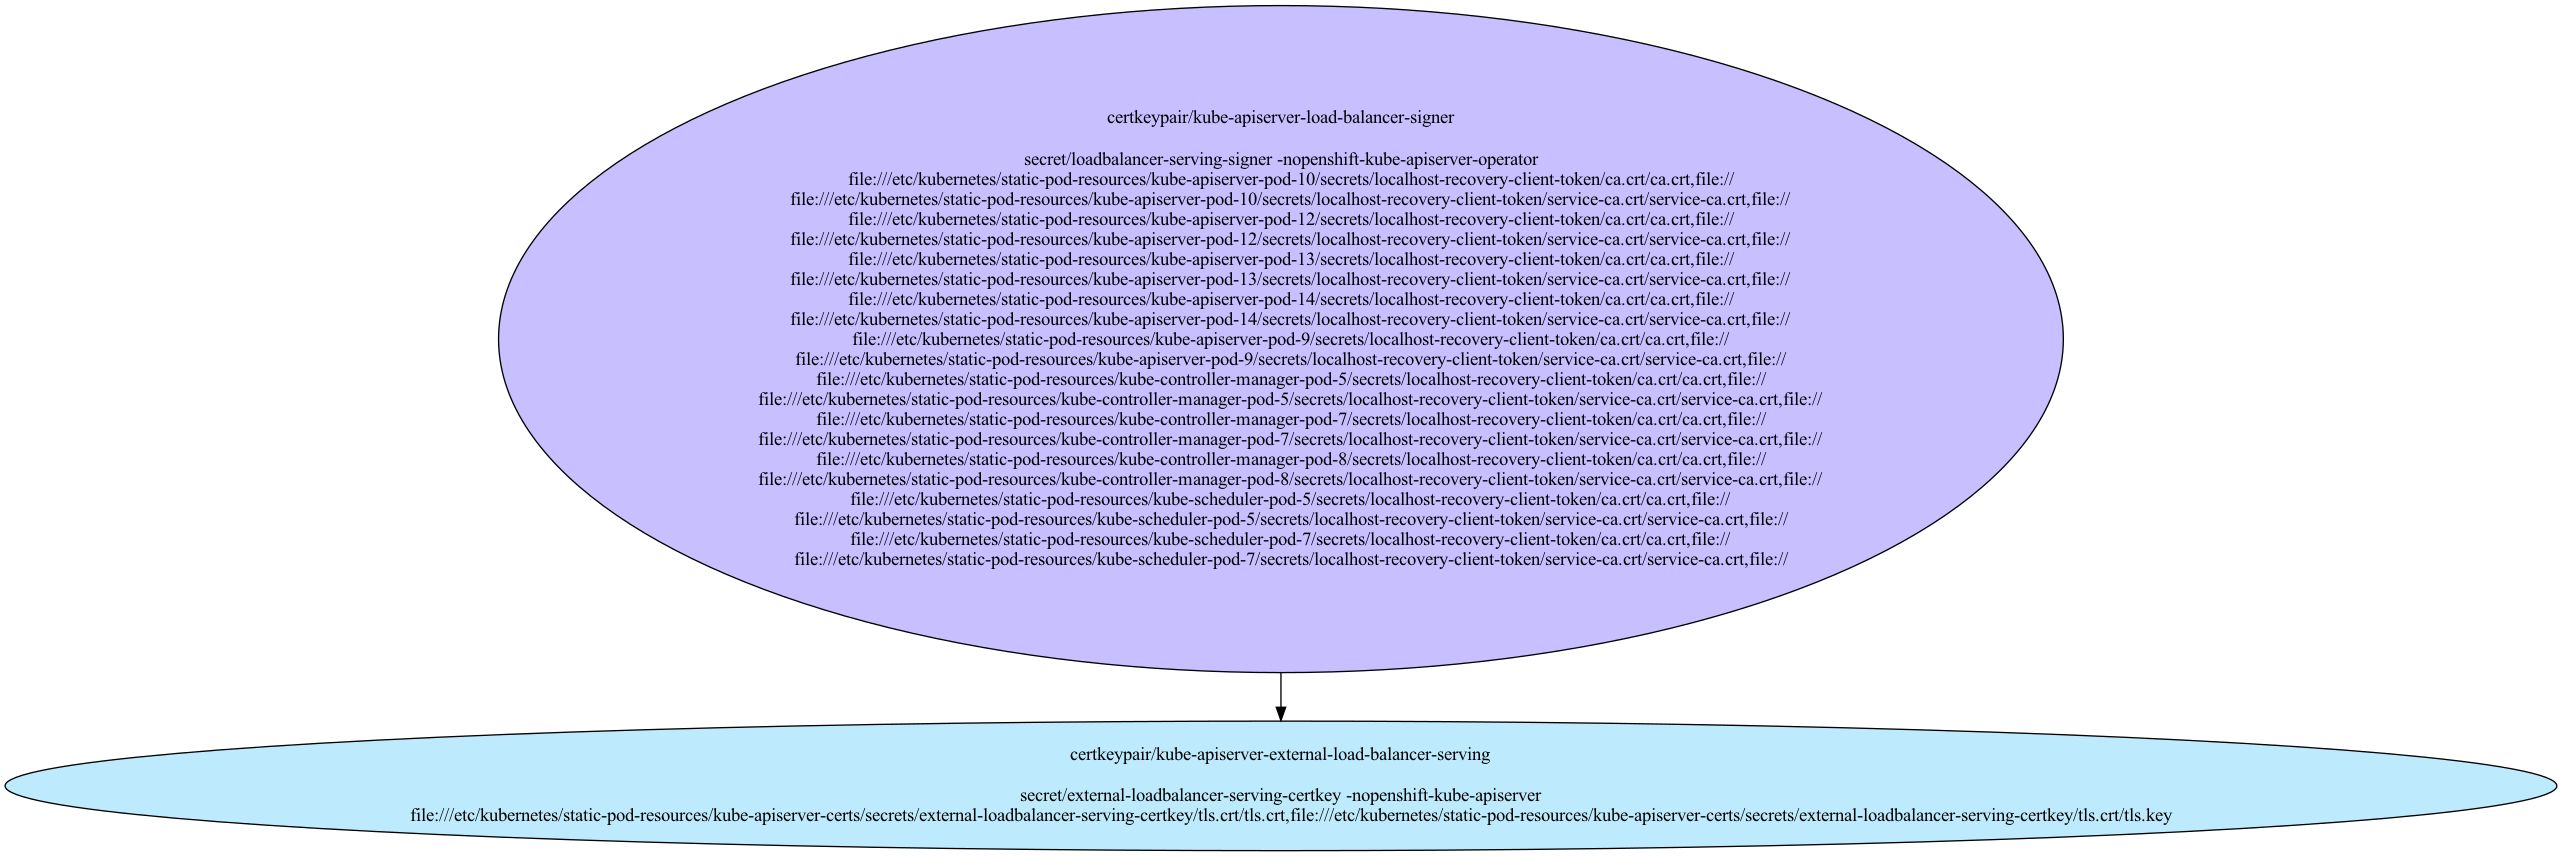 certkeypair/kube-apiserver-load-balancer-signer
secret/loadbalancer-serving-signer -nopenshift-kube-apiserver-operator
file:///etc/kubernetes/static-pod-resources/kube-apiserver-pod-10/secrets/localhost-recovery-client-token/ca.crt/ca.crt,file://
file:///etc/kubernetes/static-pod-resources/kube-apiserver-pod-10/secrets/localhost-recovery-client-token/service-ca.crt/service-ca.crt,file://
file:///etc/kubernetes/static-pod-resources/kube-apiserver-pod-12/secrets/localhost-recovery-client-token/ca.crt/ca.crt,file://
file:///etc/kubernetes/static-pod-resources/kube-apiserver-pod-12/secrets/localhost-recovery-client-token/service-ca.crt/service-ca.crt,file://
file:///etc/kubernetes/static-pod-resources/kube-apiserver-pod-13/secrets/localhost-recovery-client-token/ca.crt/ca.crt,file://
file:///etc/kubernetes/static-pod-resources/kube-apiserver-pod-13/secrets/localhost-recovery-client-token/service-ca.crt/service-ca.crt,file://
file:///etc/kubernetes/static-pod-resources/kube-apiserver-pod-14/secrets/localhost-recovery-client-token/ca.crt/ca.crt,file://
file:///etc/kubernetes/static-pod-resources/kube-apiserver-pod-14/secrets/localhost-recovery-client-token/service-ca.crt/service-ca.crt,file://
file:///etc/kubernetes/static-pod-resources/kube-apiserver-pod-9/secrets/localhost-recovery-client-token/ca.crt/ca.crt,file://
file:///etc/kubernetes/static-pod-resources/kube-apiserver-pod-9/secrets/localhost-recovery-client-token/service-ca.crt/service-ca.crt,file://
file:///etc/kubernetes/static-pod-resources/kube-controller-manager-pod-5/secrets/localhost-recovery-client-token/ca.crt/ca.crt,file://
file:///etc/kubernetes/static-pod-resources/kube-controller-manager-pod-5/secrets/localhost-recovery-client-token/service-ca.crt/service-ca.crt,file://
file:///etc/kubernetes/static-pod-resources/kube-controller-manager-pod-7/secrets/localhost-recovery-client-token/ca.crt/ca.crt,file://
file:///etc/kubernetes/static-pod-resources/kube-controller-manager-pod-7/secrets/localhost-recovery-client-token/service-ca.crt/service-ca.crt,file://
file:///etc/kubernetes/static-pod-resources/kube-controller-manager-pod-8/secrets/localhost-recovery-client-token/ca.crt/ca.crt,file://
file:///etc/kubernetes/static-pod-resources/kube-controller-manager-pod-8/secrets/localhost-recovery-client-token/service-ca.crt/service-ca.crt,file://
file:///etc/kubernetes/static-pod-resources/kube-scheduler-pod-5/secrets/localhost-recovery-client-token/ca.crt/ca.crt,file://
file:///etc/kubernetes/static-pod-resources/kube-scheduler-pod-5/secrets/localhost-recovery-client-token/service-ca.crt/service-ca.crt,file://
file:///etc/kubernetes/static-pod-resources/kube-scheduler-pod-7/secrets/localhost-recovery-client-token/ca.crt/ca.crt,file://
file:///etc/kubernetes/static-pod-resources/kube-scheduler-pod-7/secrets/localhost-recovery-client-token/service-ca.crt/service-ca.crt,file://
certkeypair/kube-apiserver-external-load-balancer-serving
secret/external-loadbalancer-serving-certkey -nopenshift-kube-apiserver
file:///etc/kubernetes/static-pod-resources/kube-apiserver-certs/secrets/external-loadbalancer-serving-certkey/tls.crt/tls.crt,file:///etc/kubernetes/static-pod-resources/kube-apiserver-certs/secrets/external-loadbalancer-serving-certkey/tls.crt/tls.key